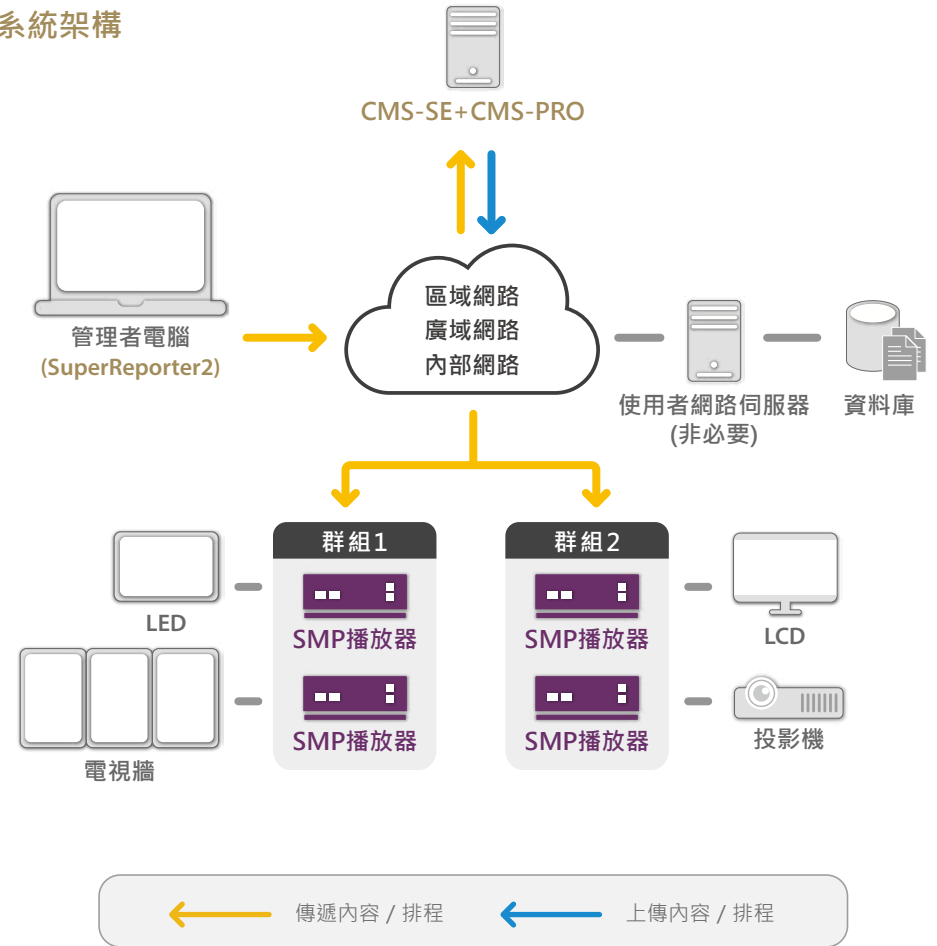 系統架構
CMS-SE+CMS-PRO
管理者電腦
(SuperReporter2)
區域網路
廣域網路
內部網路
使用者網路伺服器
(非必要)
資料庫
群組1
SMP播放器
SMP播放器
LED
電視牆
群組2
SMP播放器
SMP播放器
LCD
投影機
傳遞內容 / 排程
上傳內容 / 排程